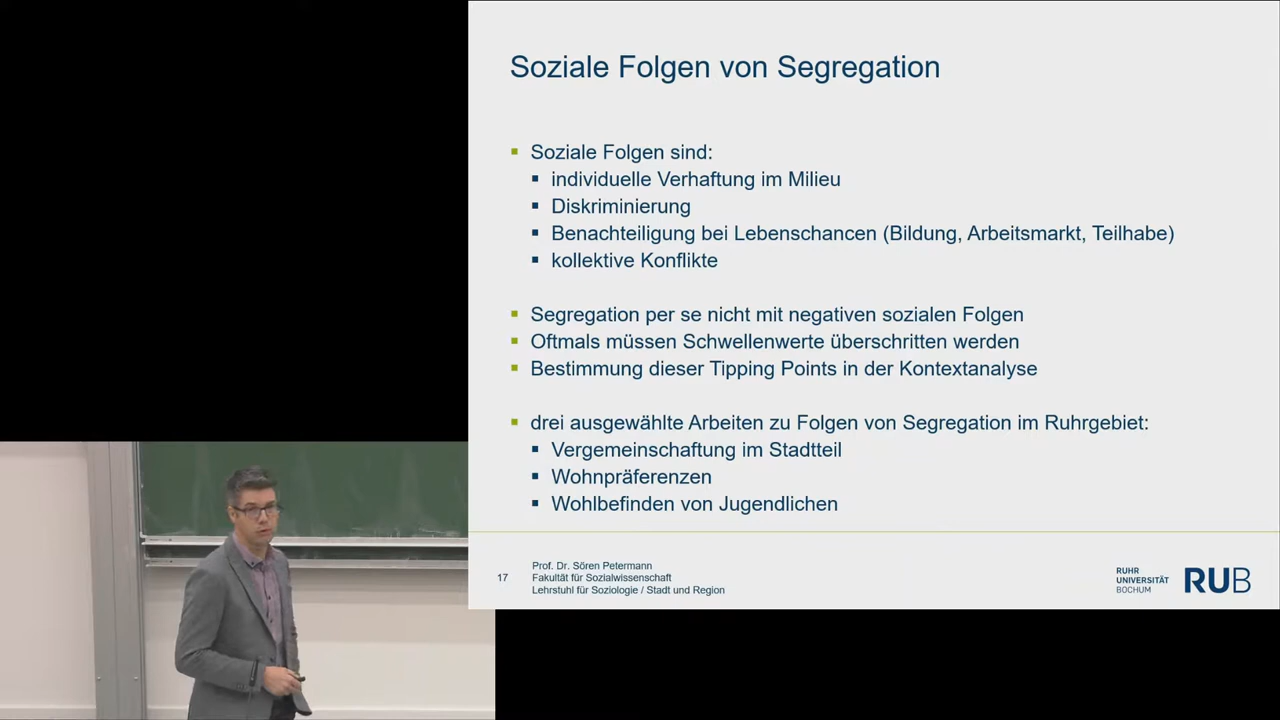 Soziale Folgen von Segregation
Soziale Folgen sind:
individuelle Verhaftung im Milieu
Diskriminierung
Benachteiligung bei Lebenschancen (Bildung, Arbeitsmarkt, Teilhabe)
kollektive Konflikte
Segregation per se nicht mit negativen sozialen Folgen
Oftmals müssen Schwellenwerte überschritten werden
Bestimmung dieser Tipping Points in der Kontextanalyse
drei ausgewählte Arbeiten zu Folgen von Segregation im Ruhrgebiet:
Vergemeinschaftung im Stadtteil
Wohnpräferenzen
Wohlbefinden von Jugendlichen
17
Prof. Dr. Sören Petermann
Fakultät für Sozialwissenschaft
Lehrstuhl für Soziologie / Stadt und Region
RUHR
UNIVERSITÄT
BOCHUM
RUB